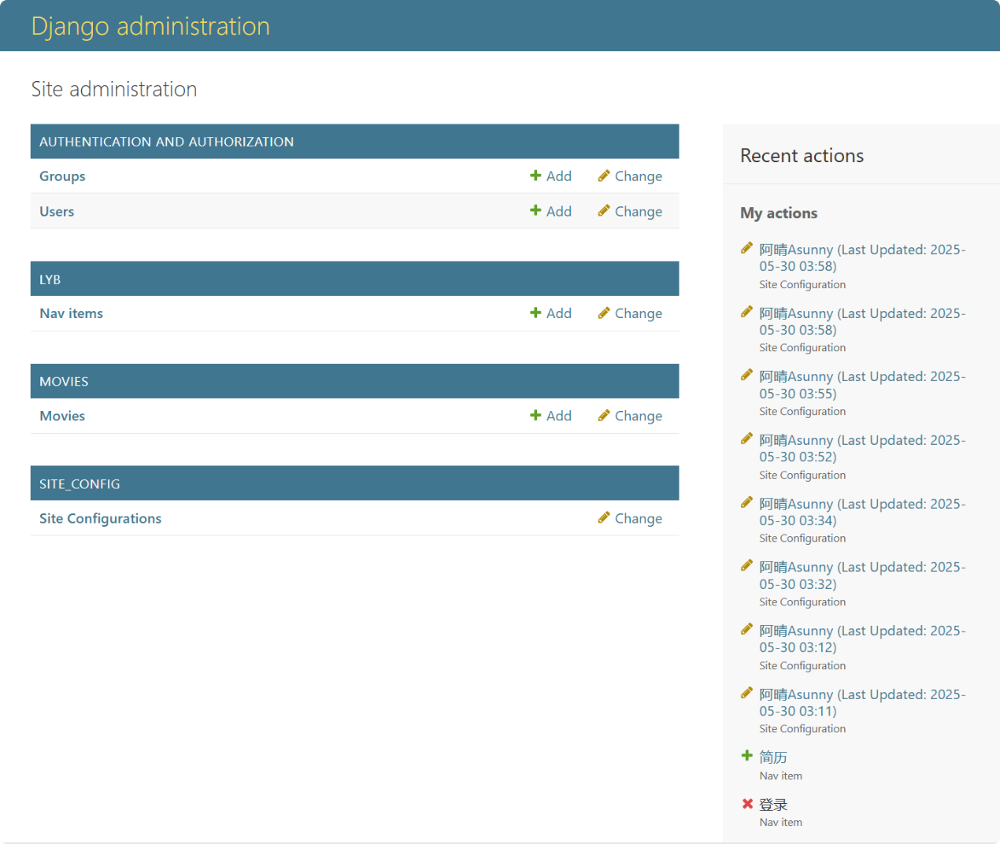 Django administration
Site administration
AUTHENTICATION AND AUTHORIZATION
Groups Add Change
Users Add Change
LYB
Nav items Add Change
MOVIES
Movies Add Change
SITE_CONFIG
Site Configurations Change
Recent actions
My actions
阿晴Asunny (Last Updated: 2025-
05-30 03:58)
Site Configuration
阿晴Asunny (Last Updated: 2025-
05-30 03:58)
Site Configuration
阿晴Asunny (Last Updated: 2025-
05-30 03:55)
Site Configuration
阿晴Asunny (Last Updated: 2025-
05-30 03:52)
Site Configuration
阿晴Asunny (Last Updated: 2025-
05-30 03:34)
Site Configuration
阿晴Asunny (Last Updated: 2025-
05-30 03:32)
Site Configuration
阿晴Asunny (Last Updated: 2025-
05-30 03:12)
Site Configuration
阿晴Asunny (Last Updated: 2025-
05-30 03:11)
Site Configuration
简历
Nav item
登录
Nav item